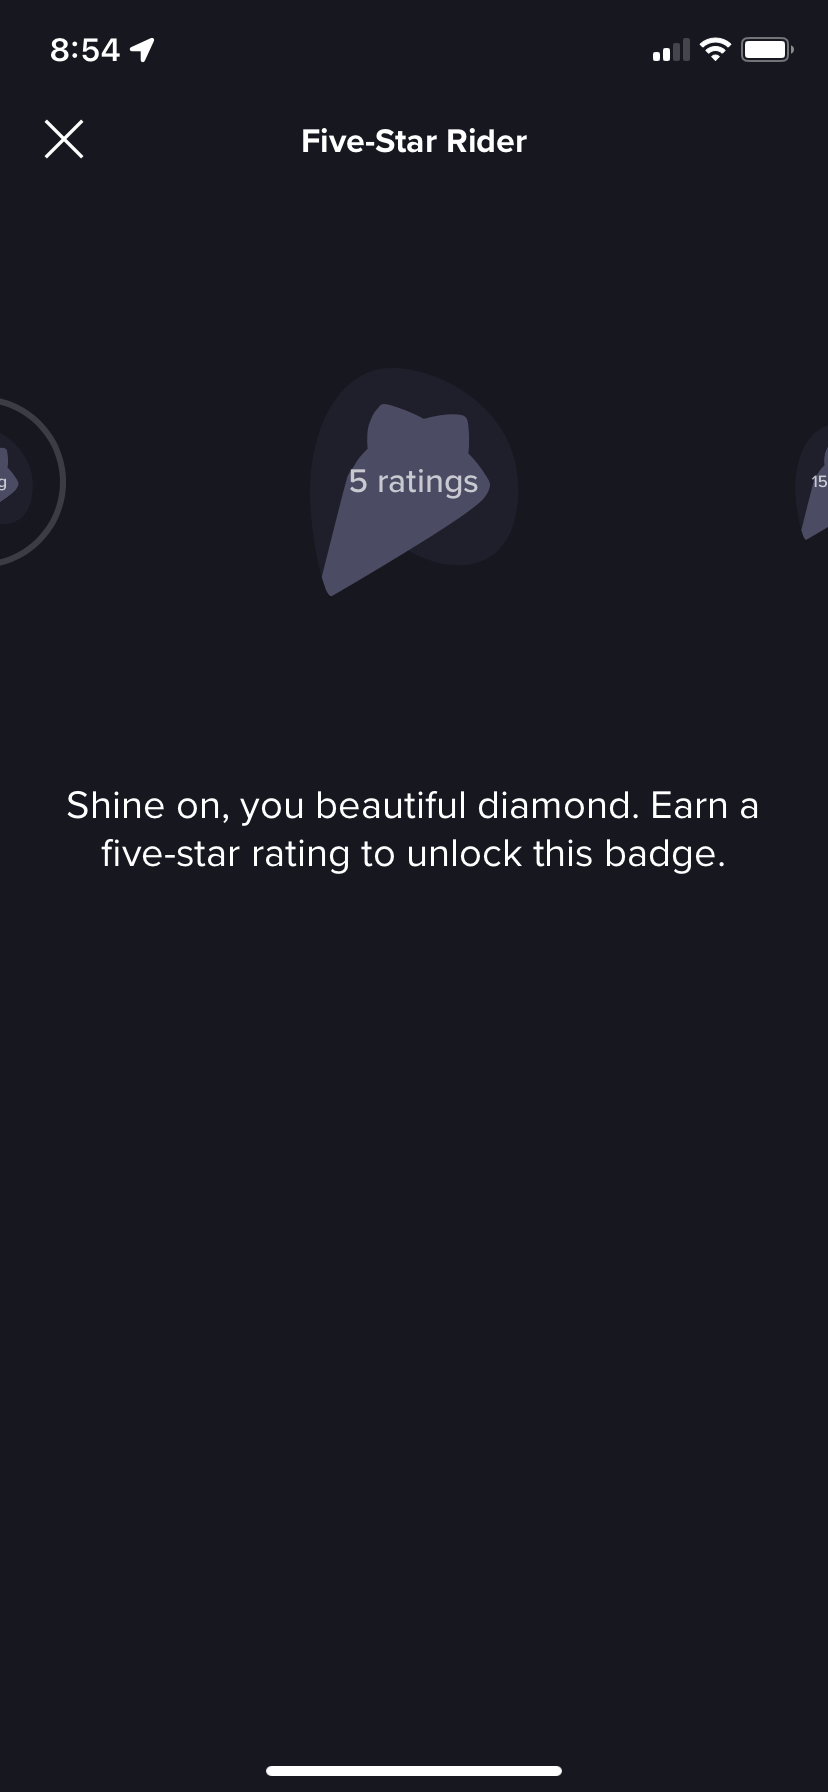 8:54
Five-Star Rider
5 ratings
15
Shine on, you beautiful diamond. Earn a
five-star rating to unlock this badge.